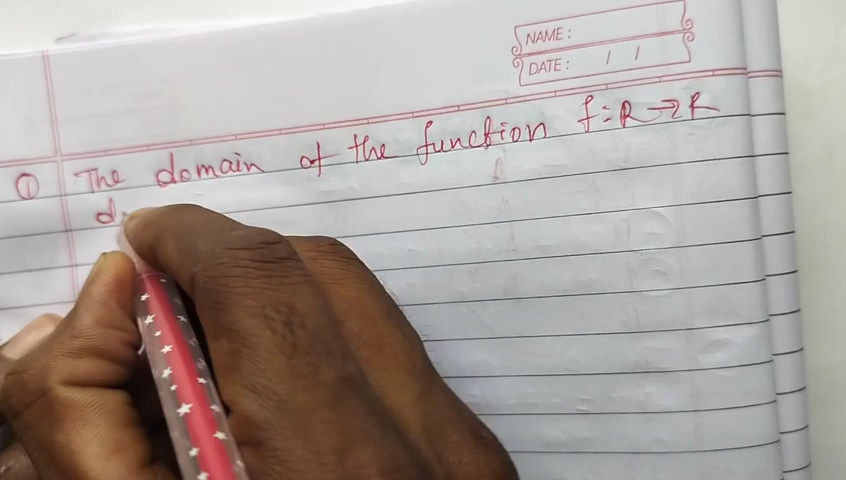 NAME:
DATE: / /
① The domain of the function f:R→R
d